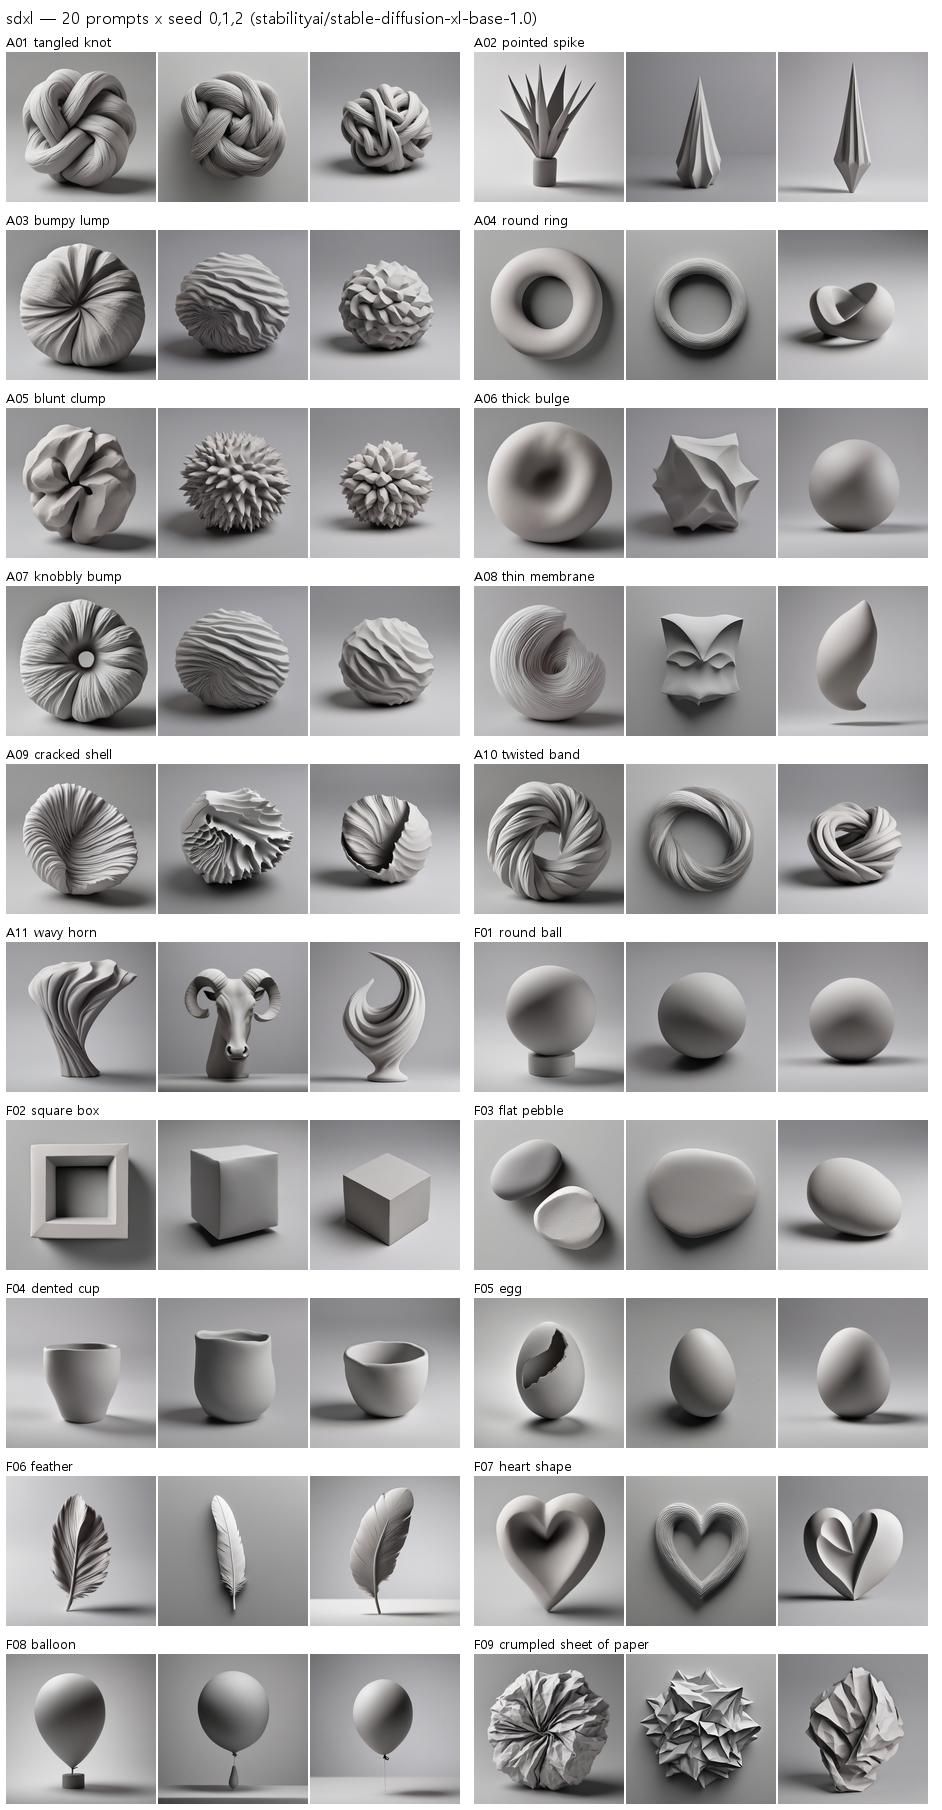 sdxl — 20 prompts x seed 0,1,2 (stabilityai/stable-diffusion-xl-base-1.0)
A01 tangled knot
A02 pointed spike
A03 bumpy lump
A04 round ring
A05 blunt clump
A06 thick bulge
A07 knobbly bump
A08 thin membrane
A09 cracked shell
A10 twisted band
A11 wavy horn
F01 round ball
F02 square box
F03 flat pebble
F04 dented cup
F05 egg
F06 feather
F07 heart shape
F08 balloon
F09 crumpled sheet of paper